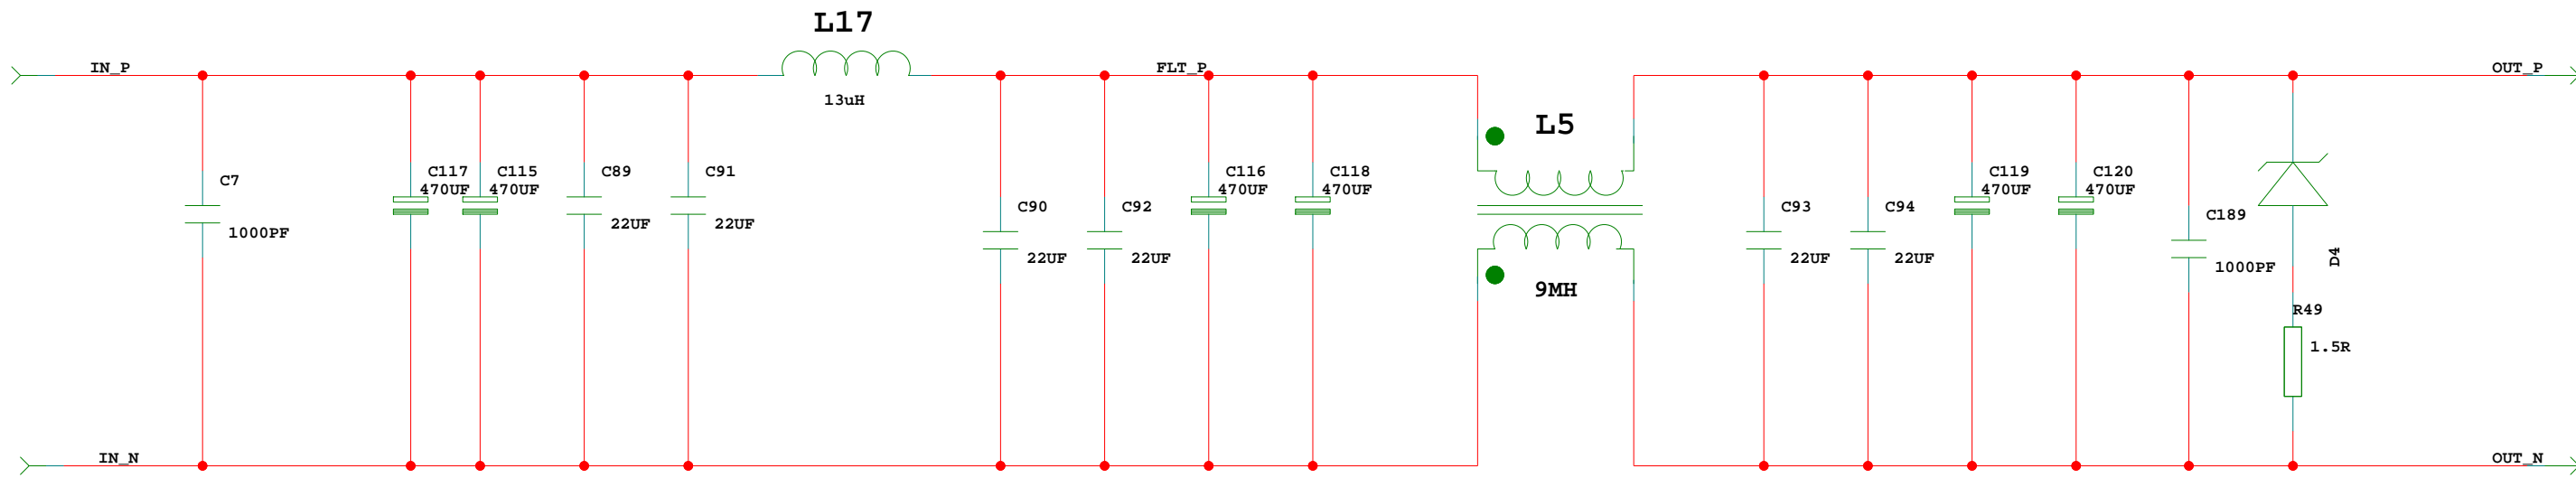 L17
IN_P
FLT_P
OUT_P
13uH
L5
C7
1000PF
C117
470UF
C115
470UF
C89
22UF
C91
22UF
C90
22UF
C92
22UF
C116
470UF
C118
470UF
9MH
C93
22UF
C94
22UF
C119
470UF
C120
470UF
C189
1000PF
D4
R49
1.5R
IN_N
OUT_N